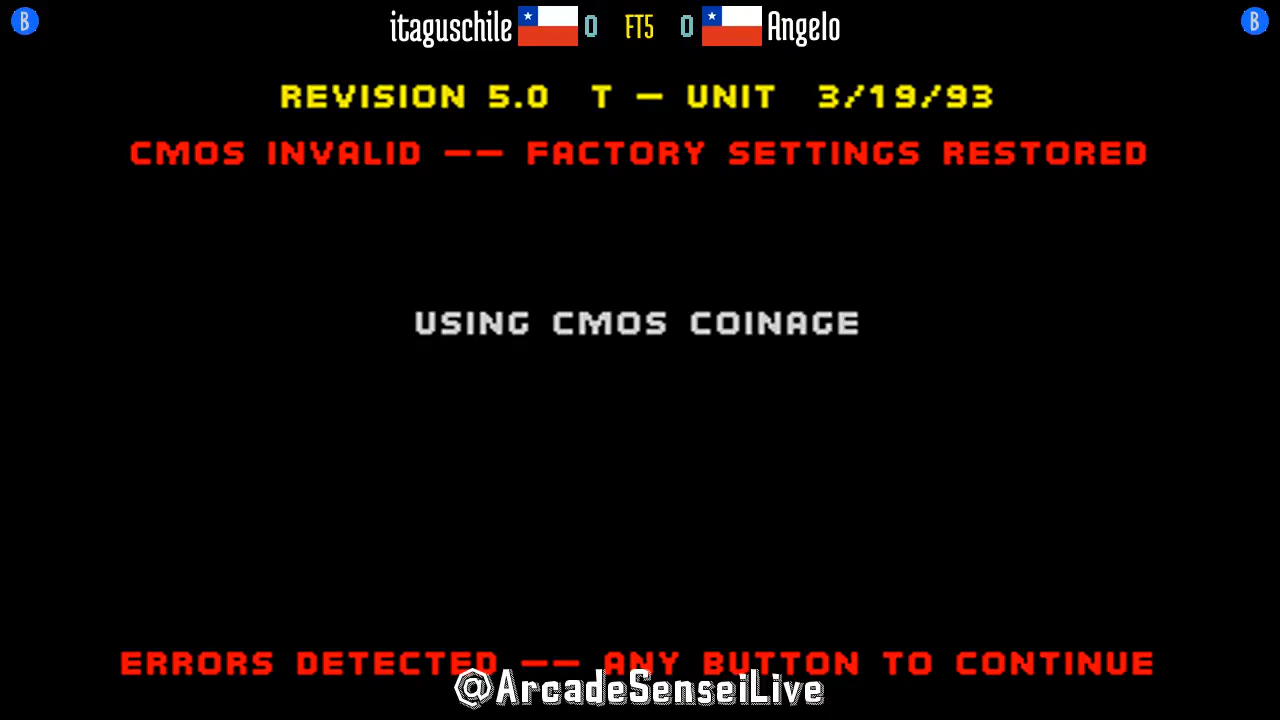 B itaguschile 0 FT5 0 Angelo B
REVISION 5.0 T - UNIT 3/19/93
CMOS INVALID -- FACTORY SETTINGS RESTORED
USING CMOS COINAGE
ERRORS DETECTED -- ANY BUTTON TO CONTINUE
@ArcadeSenseiLive